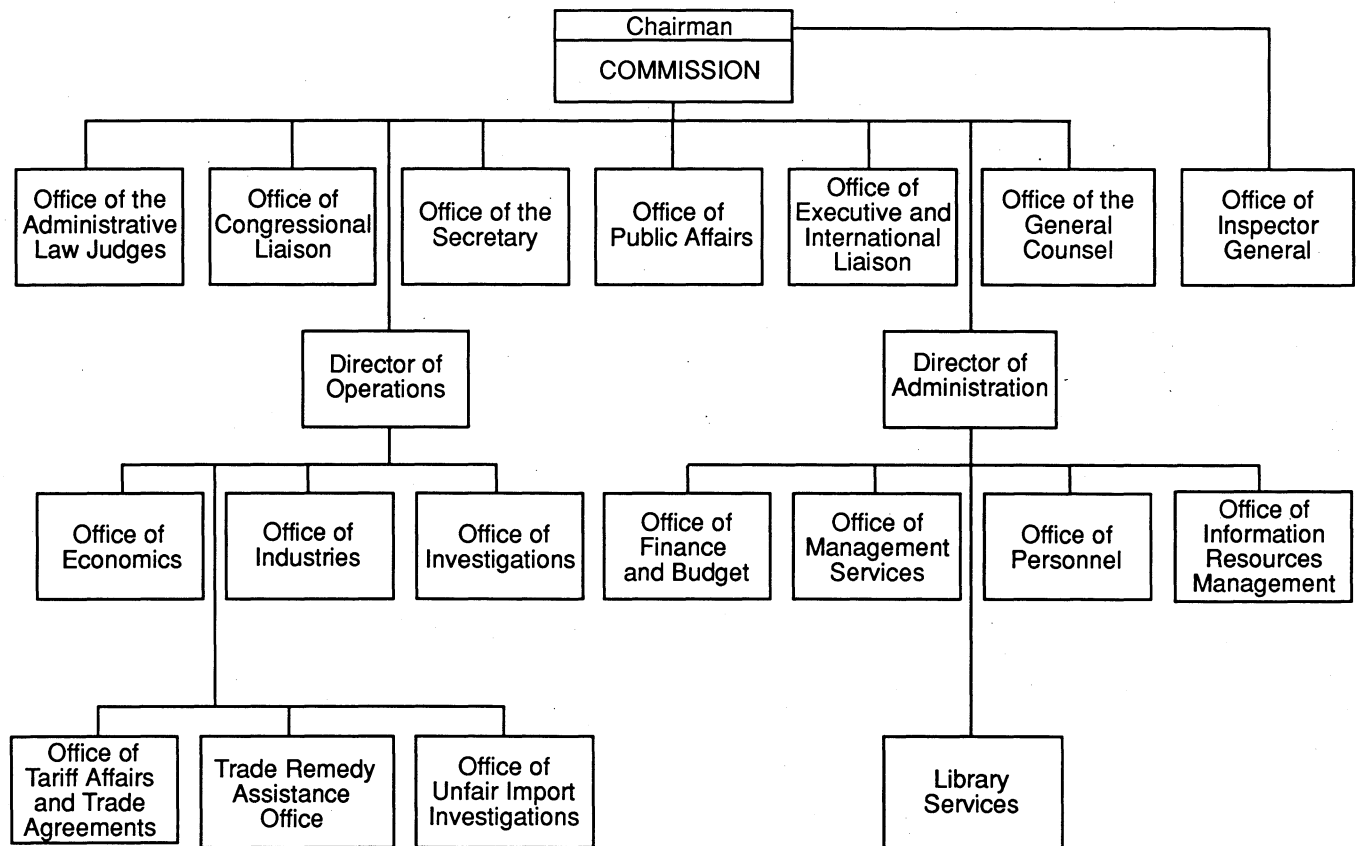 Chairman
COMMISSION
Office of the
Administrative
Law Judges
Office of
Congressional
Liaison
Office of the
Secretary
Office of
Public Affairs
Office of
Executive and
International
Liaison
Office of the
General
Counsel
Office of
Inspector
General
Director of
Operations
Director of
Administration
Office of
Economics
Office of
Industries
Office of
Investigations
Office of
Finance
and Budget
Office of
Management
Services
Office of
Personnel
Office of
Information
Resources
Management
Office of
Tariff Affairs
and Trade
Agreements
Trade Remedy
Assistance
Office
Office of
Unfair Import
Investigations
Library
Services